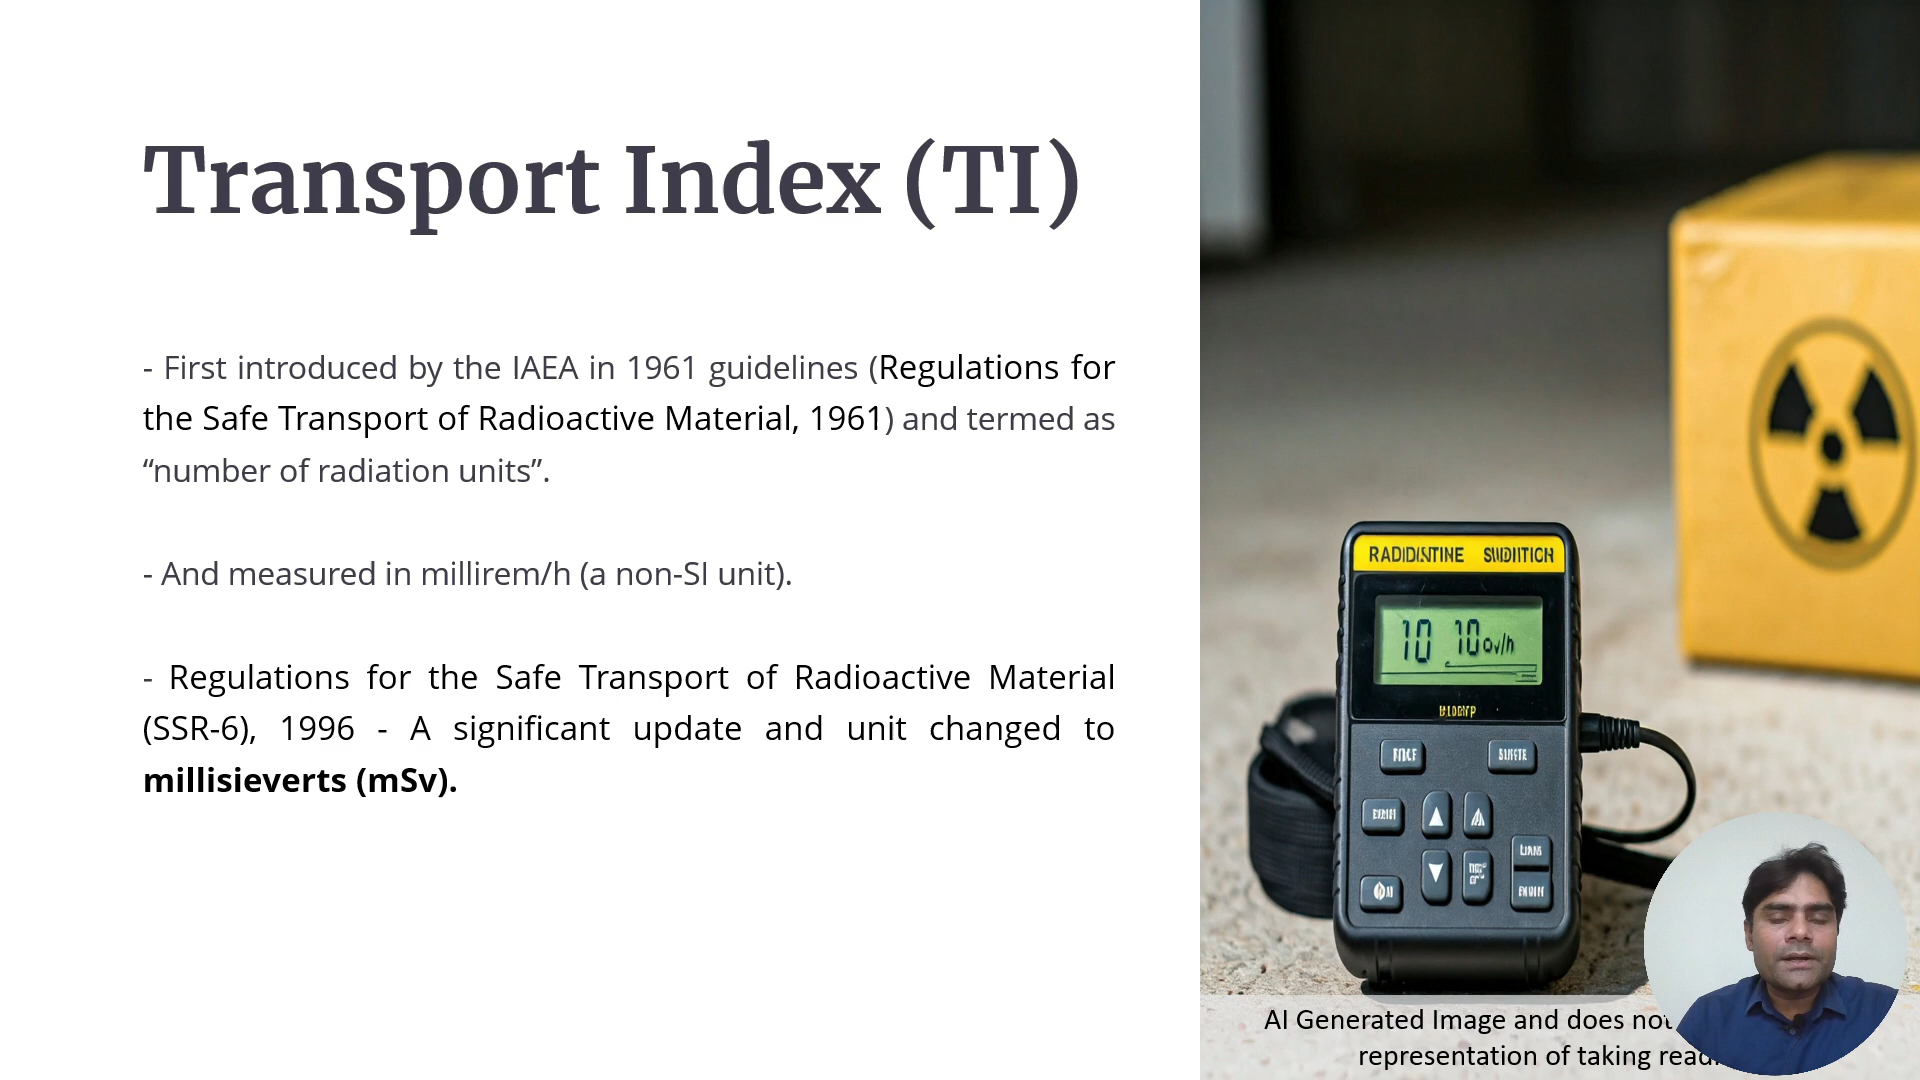 Transport Index (TI)
- First introduced by the IAEA in 1961 guidelines (Regulations for
the Safe Transport of Radioactive Material, 1961) and termed as
“number of radiation units”.
- And measured in millirem/h (a non-SI unit).
- Regulations for the Safe Transport of Radioactive Material
(SSR-6), 1996 - A significant update and unit changed to
millisieverts (mSv).
10 10
AI Generated Image and does not
representation of taking